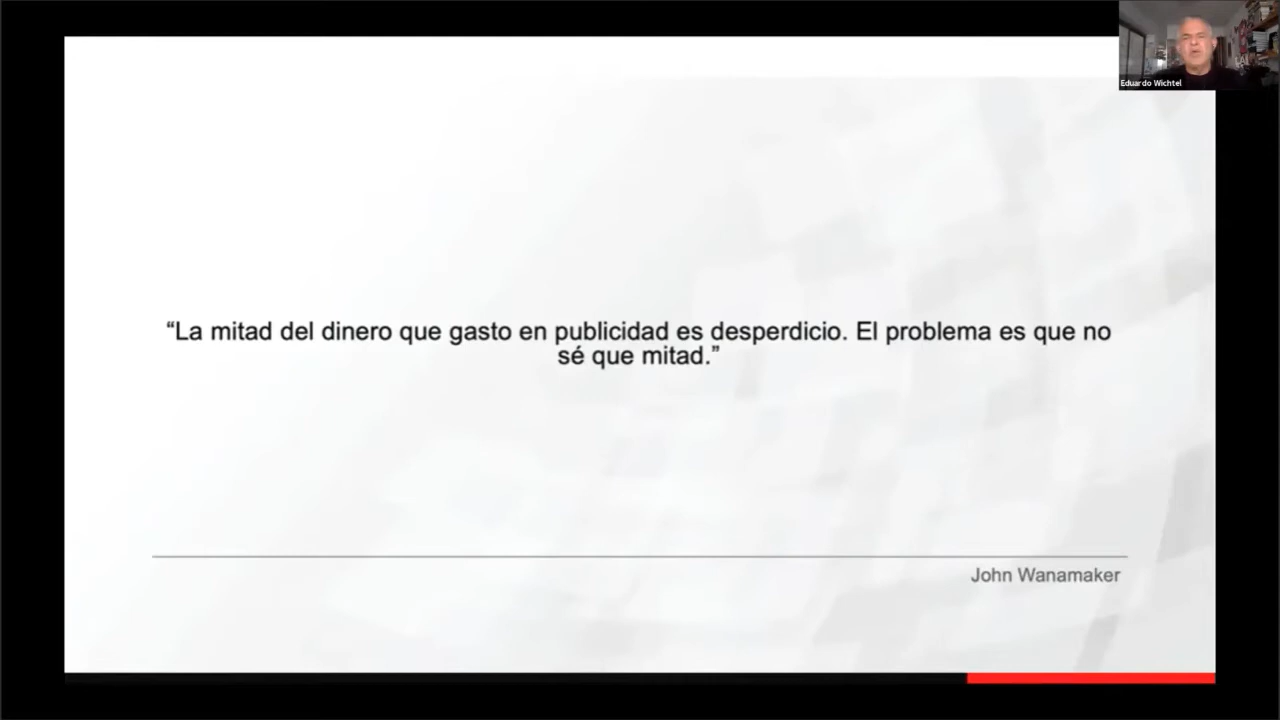 Eduardo Wichtel
“La mitad del dinero que gasto en publicidad es desperdicio. El problema es que no
sé que mitad.”
John Wanamaker